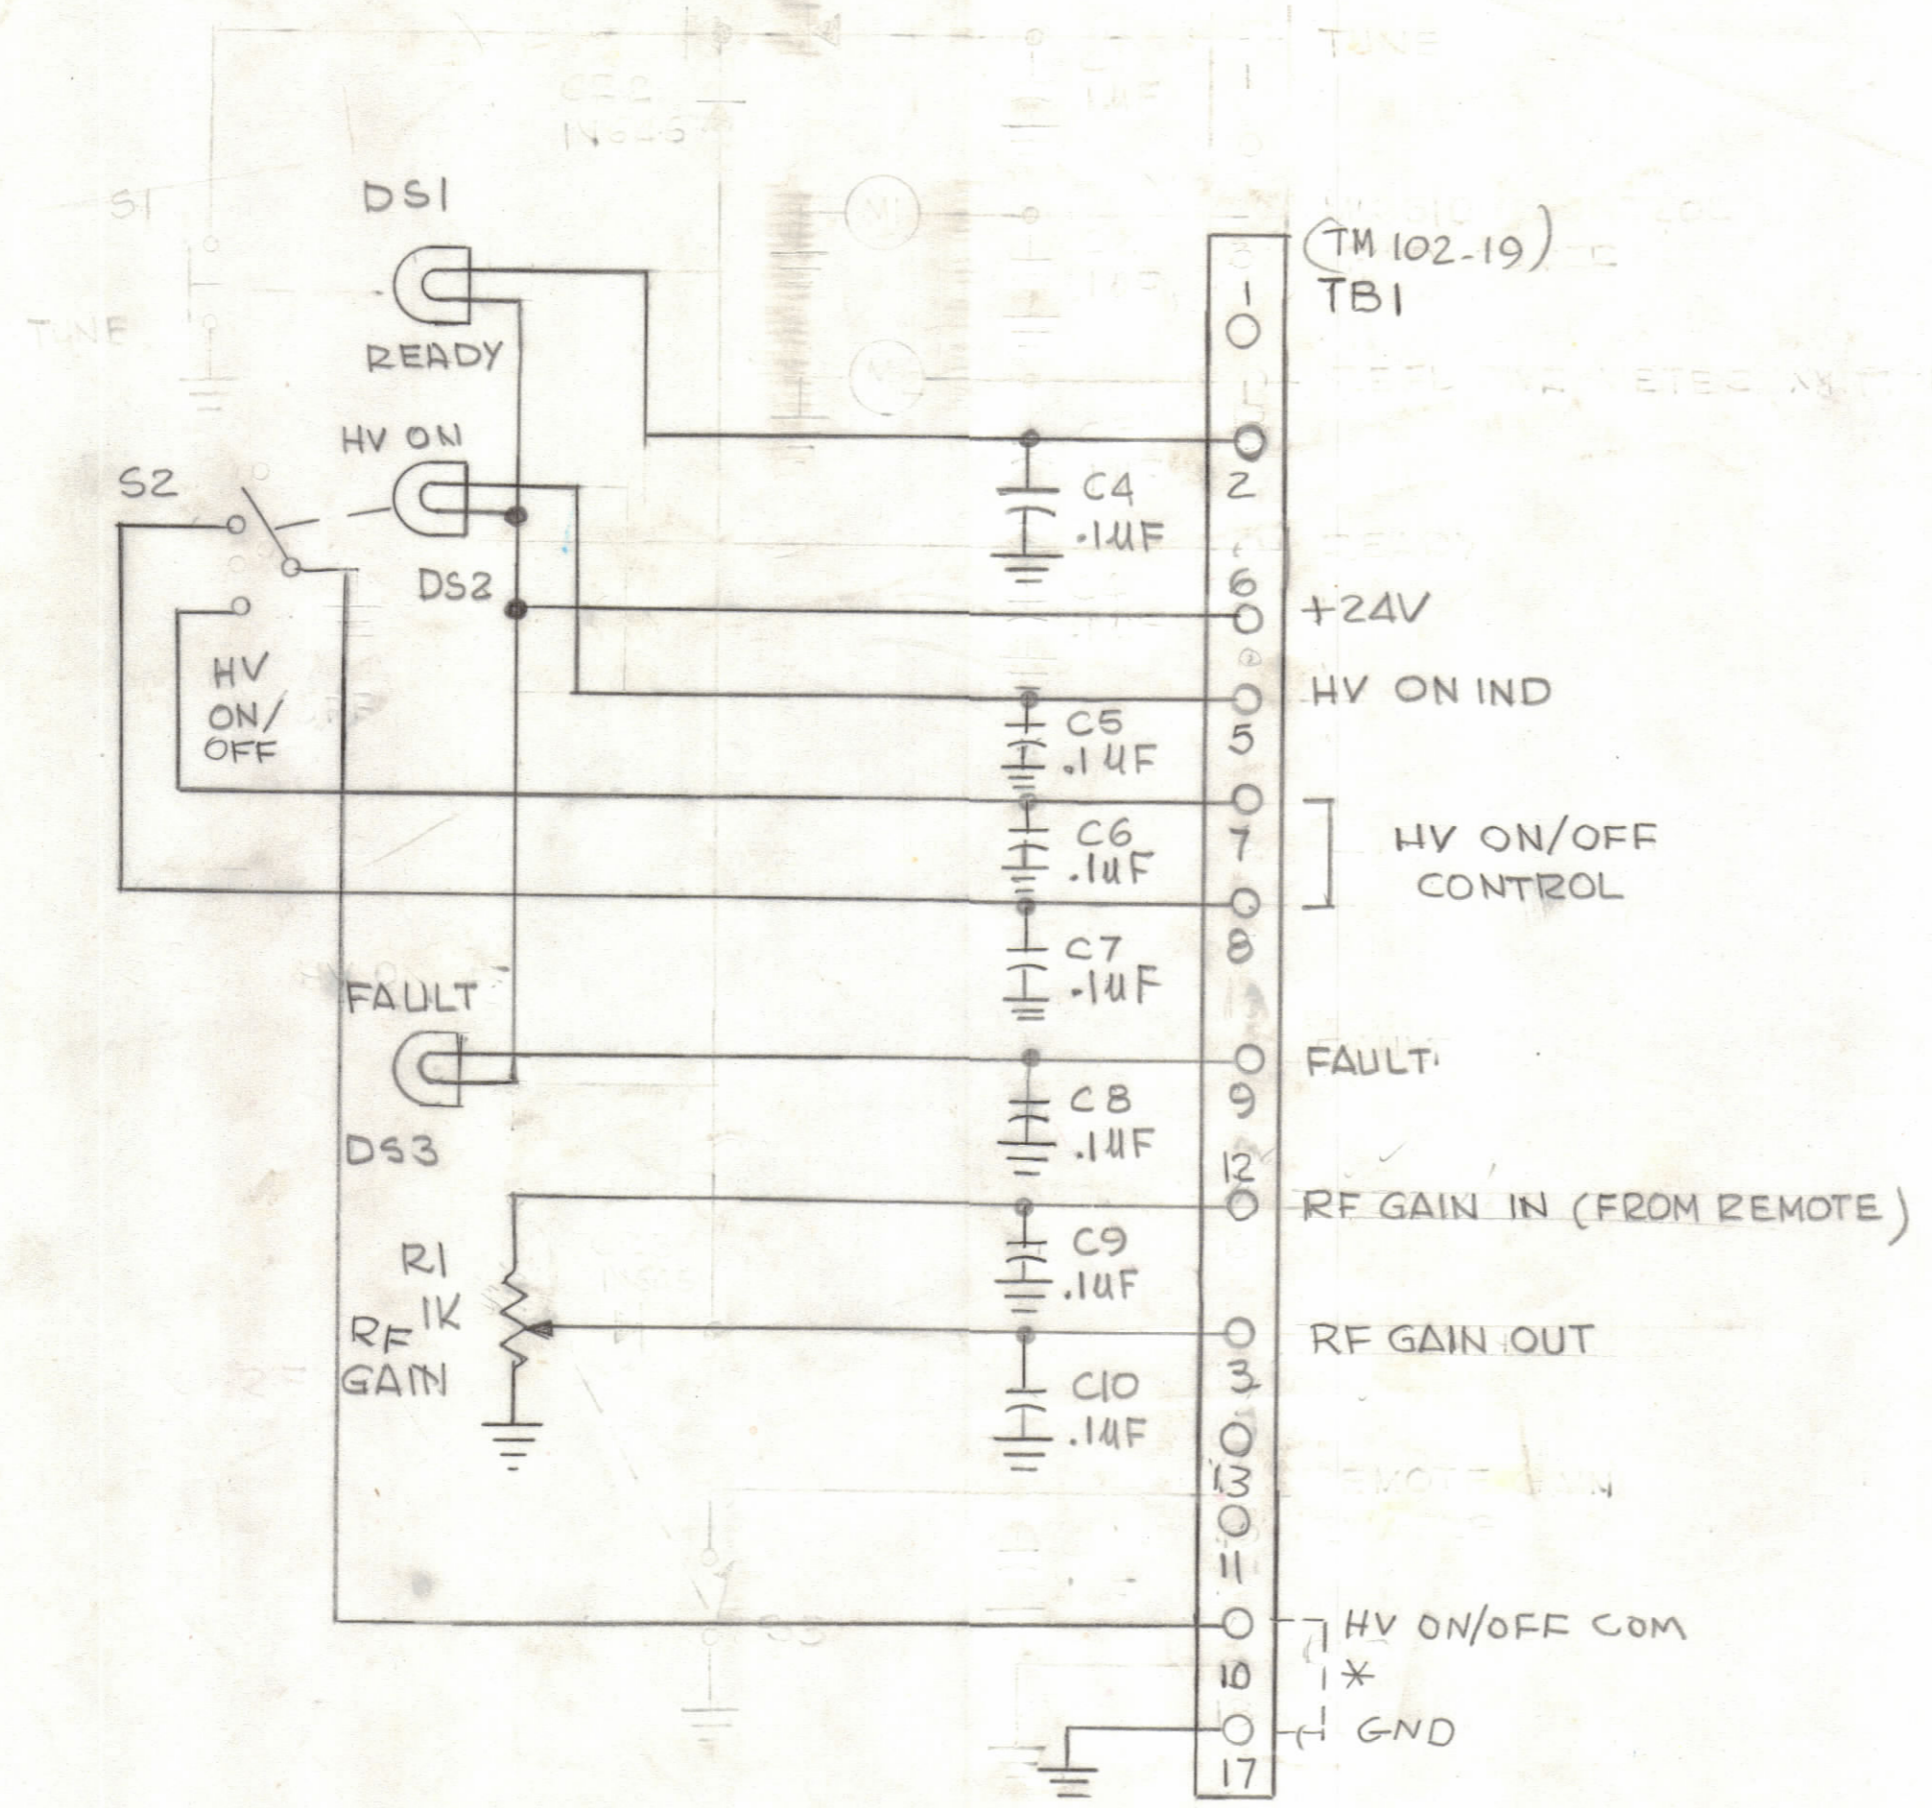 TUNE
DS1
S1
(TM 102-19)
TB1
1
READY
TUNE
HV ON
S2
2
C4
.1UF
DS2
6
+24V
HV
ON/
OFF
HV ON IND
C5
.1UF
5
C6
.1UF
7
HV ON/OFF
CONTROL
8
C7
.1UF
FAULT
FAULT
C8
.1UF
9
DS3
12
RF GAIN IN (FROM REMOTE)
R1
1K
C9
.1UF
RF
GAIN
RF GAIN OUT
3
C10
.1UF
13
11
HV ON/OFF COM
10
*
GND
17